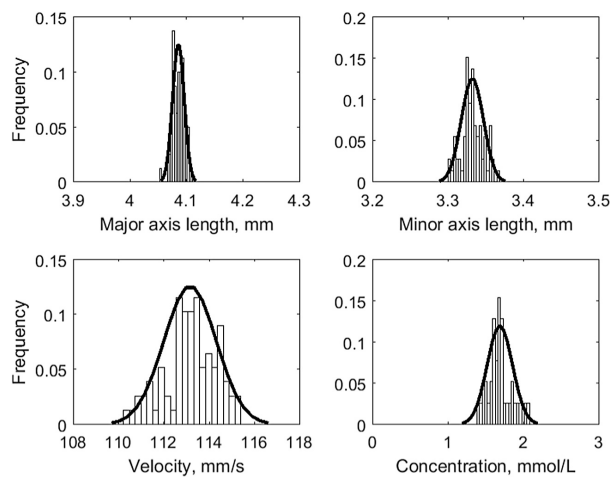 0.15
0.1
0.05
0
Frequency
3.9 4 4.1 4.2 4.3
Major axis length, mm
0.2
0.15
0.1
0.05
0
3.2 3.3 3.4 3.5
Minor axis length, mm
0.15
0.1
0.05
0
Frequency
108 110 112 114 116 118
Velocity, mm/s
0.2
0.15
0.1
0.05
0
0 1 2 3
Concentration, mmol/L